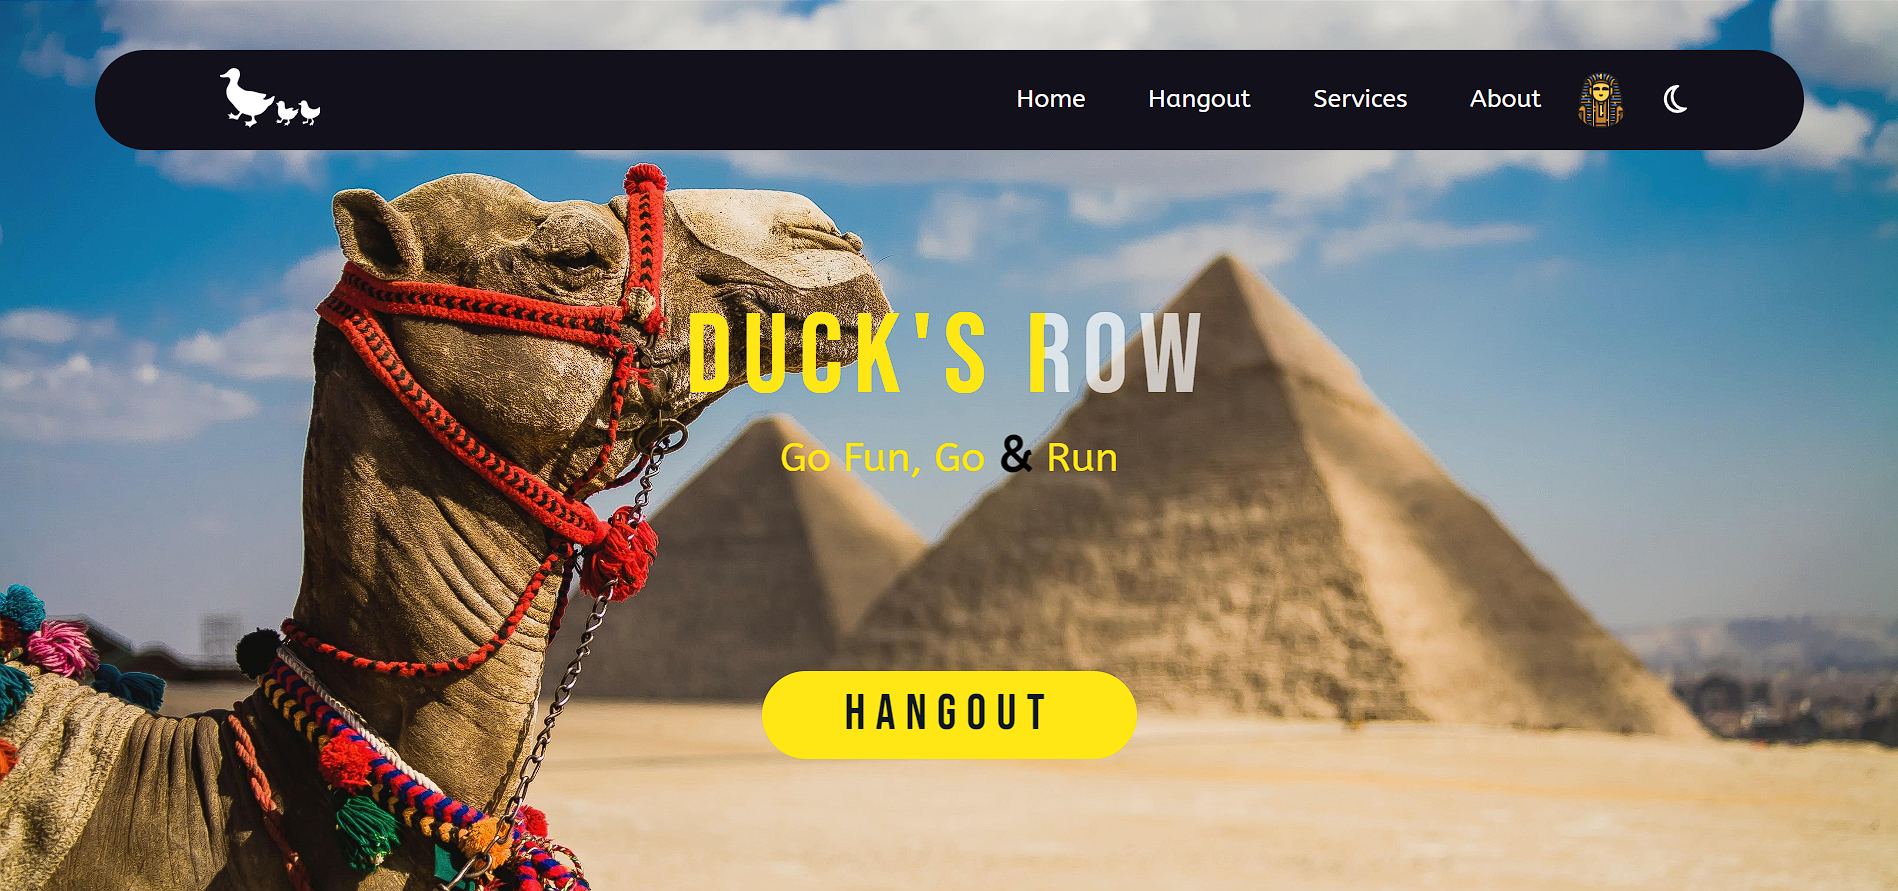 Home Hangout Services About
DUCK'S ROW
Go Fun, Go & Run
HANGOUT